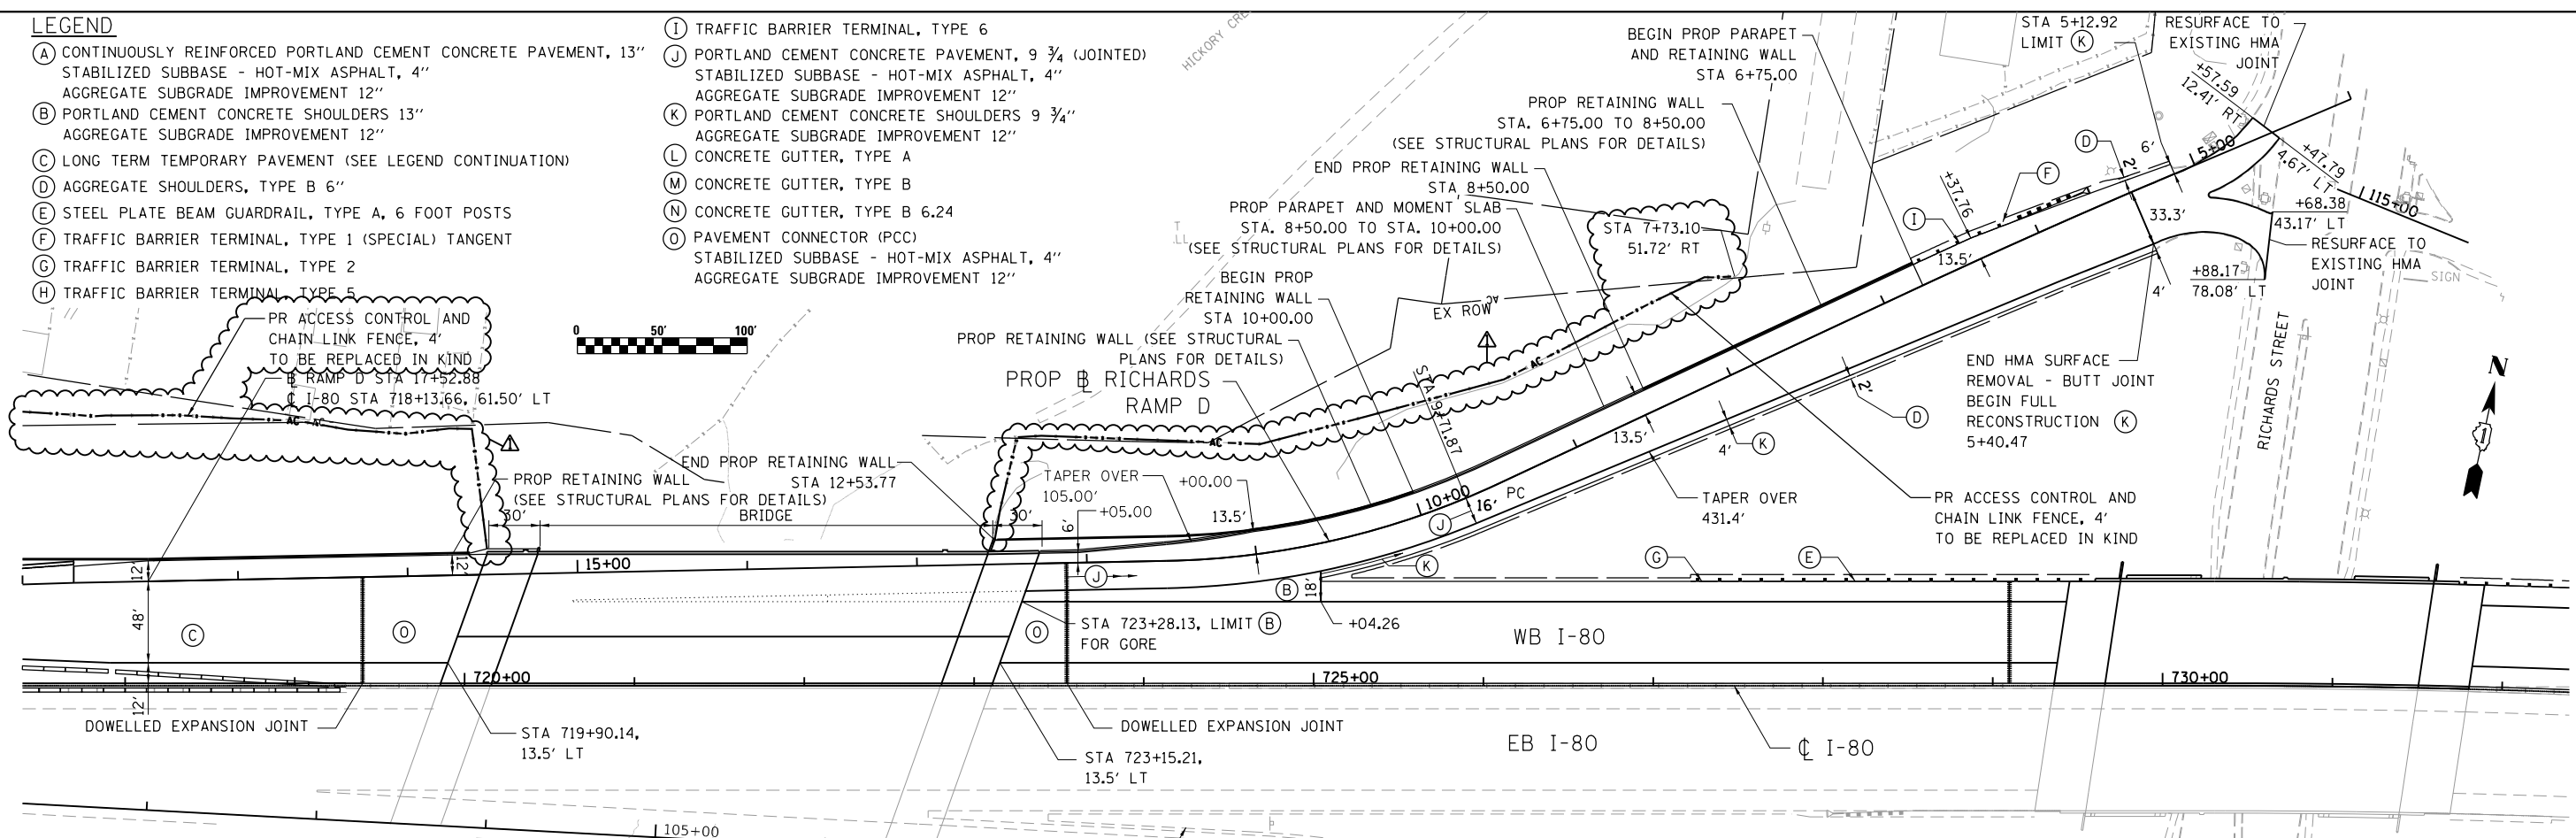 LEGEND
Ⓐ CONTINUOUSLY REINFORCED PORTLAND CEMENT CONCRETE PAVEMENT, 13''
STABILIZED SUBBASE - HOT-MIX ASPHALT, 4''
AGGREGATE SUBGRADE IMPROVEMENT 12''
Ⓑ PORTLAND CEMENT CONCRETE SHOULDERS 13''
AGGREGATE SUBGRADE IMPROVEMENT 12''
Ⓒ LONG TERM TEMPORARY PAVEMENT (SEE LEGEND CONTINUATION)
Ⓓ AGGREGATE SHOULDERS, TYPE B 6''
Ⓔ STEEL PLATE BEAM GUARDRAIL, TYPE A, 6 FOOT POSTS
Ⓕ TRAFFIC BARRIER TERMINAL, TYPE 1 (SPECIAL) TANGENT
Ⓖ TRAFFIC BARRIER TERMINAL, TYPE 2
Ⓗ TRAFFIC BARRIER TERMINAL, TYPE 5
Ⓘ TRAFFIC BARRIER TERMINAL, TYPE 6
Ⓙ PORTLAND CEMENT CONCRETE PAVEMENT, 9 ¾ (JOINTED)
STABILIZED SUBBASE - HOT-MIX ASPHALT, 4''
AGGREGATE SUBGRADE IMPROVEMENT 12''
Ⓚ PORTLAND CEMENT CONCRETE SHOULDERS 9 ¾''
AGGREGATE SUBGRADE IMPROVEMENT 12''
Ⓛ CONCRETE GUTTER, TYPE A
Ⓜ CONCRETE GUTTER, TYPE B
Ⓝ CONCRETE GUTTER, TYPE B 6.24
Ⓞ PAVEMENT CONNECTOR (PCC)
STABILIZED SUBBASE - HOT-MIX ASPHALT, 4''
AGGREGATE SUBGRADE IMPROVEMENT 12''
0 50' 100'
HICKORY
PR ACCESS CONTROL AND
CHAIN LINK FENCE, 4'
TO BE REPLACED IN KIND
℄ RAMP D STA 17+52.88
℄ I-80 STA 718+13.66, 61.50' LT
AC AC
PROP RETAINING WALL
(SEE STRUCTURAL PLANS FOR DETAILS)
END PROP RETAINING WALL
STA 12+53.77
30'
BRIDGE
30'
TAPER OVER
105.00'
+00.00
+05.00
6'
13.5'
BEGIN PROP PARAPET
AND RETAINING WALL
STA 6+75.00
PROP RETAINING WALL
STA. 6+75.00 TO 8+50.00
(SEE STRUCTURAL PLANS FOR DETAILS)
END PROP RETAINING WALL
STA 8+50.00
PROP PARAPET AND MOMENT SLAB
STA. 8+50.00 TO STA. 10+00.00
(SEE STRUCTURAL PLANS FOR DETAILS)
BEGIN PROP
RETAINING WALL
STA 10+00.00
PROP RETAINING WALL (SEE STRUCTURAL
PLANS FOR DETAILS)
PROP ℄ RICHARDS
RAMP D
STA 7+73.10
51.72' RT
EX ROW
AC
AC
AC
STA 9+71.87
PC
10+00
16'
Ⓙ
Ⓚ
13.5'
4'
Ⓚ
TAPER OVER
431.4'
2'
Ⓓ
13.5'
+37.76
Ⓘ
Ⓕ
Ⓓ
2'
6'
STA 5+12.92
LIMIT Ⓚ
RESURFACE TO
EXISTING HMA
JOINT
+57.59
12.41' RT
5+00
+47.79
4.67' LT
115+00
+68.38
43.17' LT
33.3'
4'
RESURFACE TO
EXISTING HMA
JOINT
+88.17
78.08' LT
SIGN
RICHARDS STREET
N
END HMA SURFACE
REMOVAL - BUTT JOINT
BEGIN FULL
RECONSTRUCTION Ⓚ
5+40.47
PR ACCESS CONTROL AND
CHAIN LINK FENCE, 4'
TO BE REPLACED IN KIND
12'
12'
15+00
Ⓙ
Ⓑ
18'
Ⓖ
Ⓔ
48'
Ⓒ
Ⓞ
Ⓞ
STA 723+28.13, LIMIT Ⓑ
FOR GORE
+04.26
WB I-80
720+00
725+00
730+00
12'
DOWELLED EXPANSION JOINT
STA 719+90.14,
13.5' LT
DOWELLED EXPANSION JOINT
STA 723+15.21,
13.5' LT
EB I-80
℄ I-80
105+00